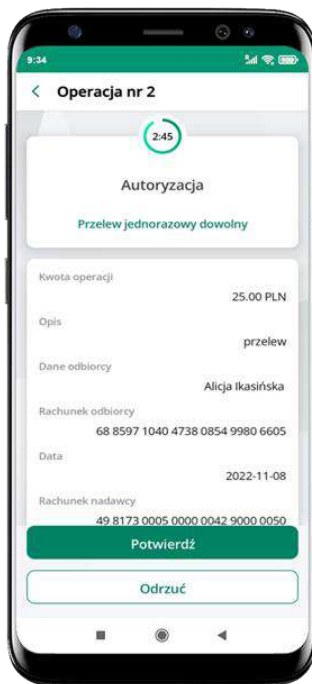 9:34
Operacja nr 2
2:45
Autoryzacja
Przelew jednorazowy dowolny
Kwota operacji
25.00 PLN
Opis
przelew
Dane odbiorcy
Alicja Ikasińska
Rachunek odbiorcy
68 8597 1040 4738 0854 9980 6605
Data
2022-11-08
Rachunek nadawcy
49 8173 0005 0000 0042 9000 0050
Potwierdź
Odrzuć